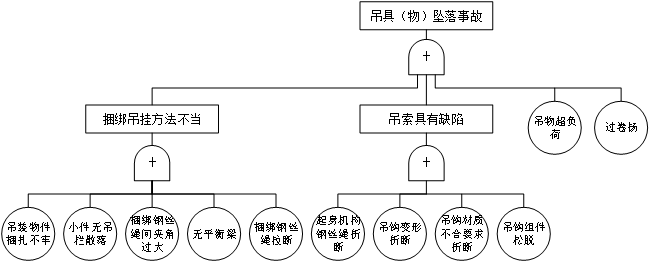 吊具（物）坠落事故
+
捆绑吊挂方法不当
吊索具有缺陷
吊物超负
荷
过卷扬
+
+
吊装物件
捆扎不牢
小件无吊
栏散落
捆绑钢丝
绳间夹角
过大
无平衡梁
捆绑钢丝
绳拉断
起身机构
钢丝绳折
断
吊钩变形
折断
吊钩材质
不合要求
折断
吊钩组件
松脱